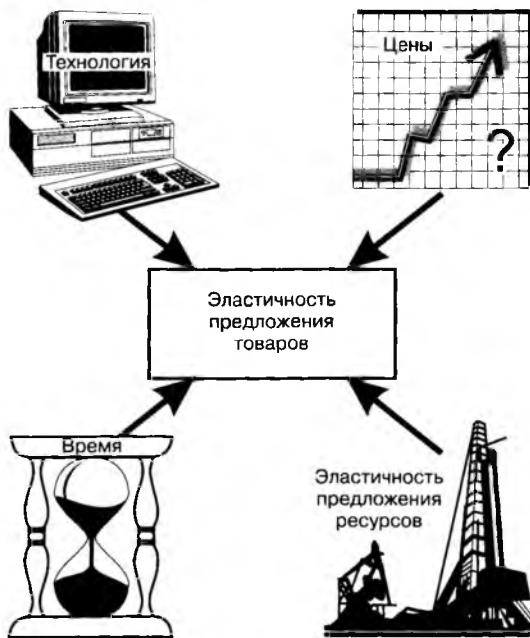 Технология
Цены
?
Эластичность
предложения
товаров
Время
Эластичность
предложения
ресурсов